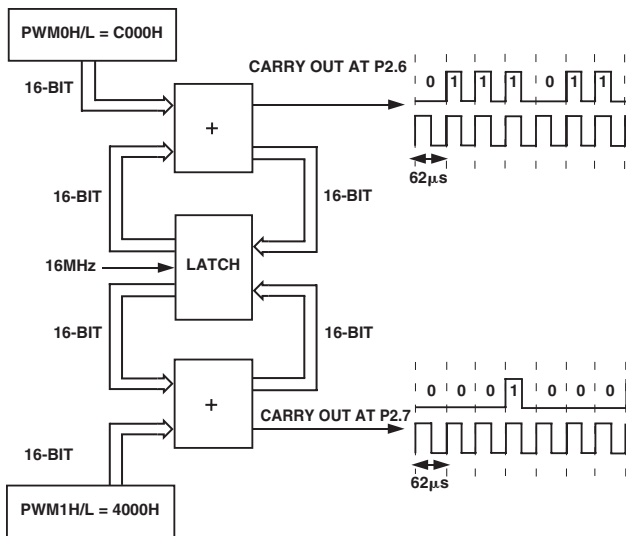 PWM0H/L = C000H
16-BIT
CARRY OUT AT P2.6
0 1 1 1 0 1 1
+
62µs
16-BIT
16-BIT
16MHz
LATCH
16-BIT
16-BIT
0 0 0 1 0 0 0
+
CARRY OUT AT P2.7
16-BIT
62µs
PWM1H/L = 4000H